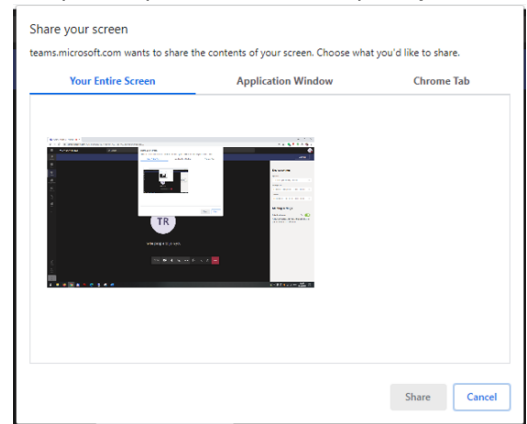 Share your screen
teams.microsoft.com wants to share the contents of your screen. Choose what you'd like to share.
Your Entire Screen
Application Window
Chrome Tab
TR
Share
Cancel